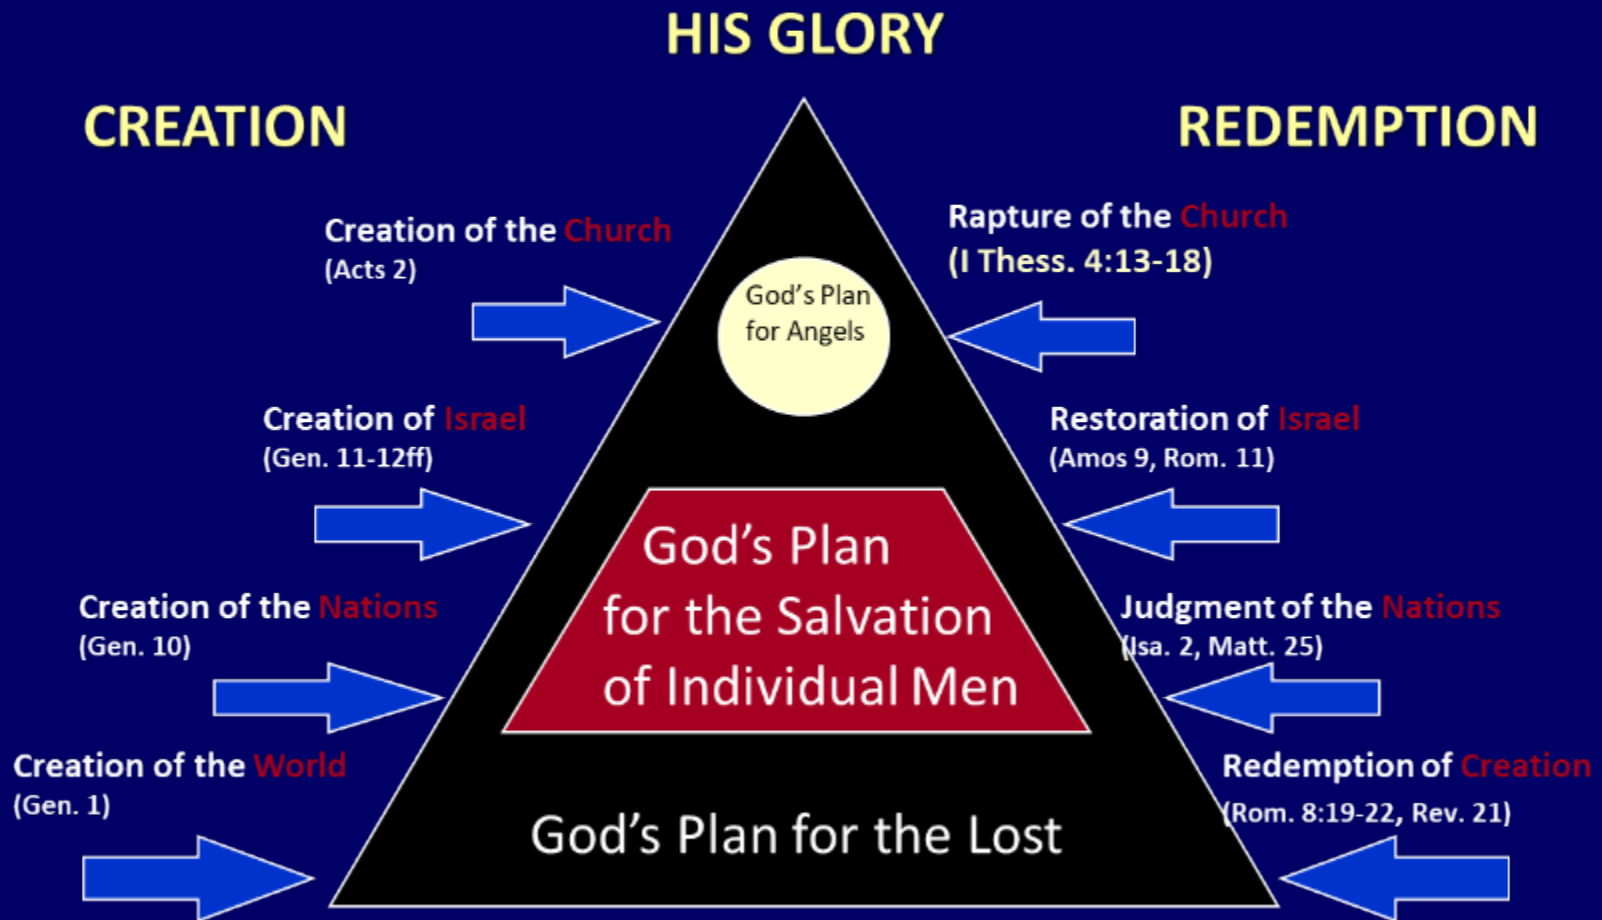 HIS GLORY
CREATION
REDEMPTION
Creation of the Church
(Acts 2)
Rapture of the Church
(I Thess. 4:13-18)
God's Plan
for Angels
Creation of Israel
(Gen. 11-12ff)
Restoration of Israel
(Amos 9, Rom. 11)
God's Plan
for the Salvation
of Individual Men
Creation of the Nations
(Gen. 10)
Judgment of the Nations
(Isa. 2, Matt. 25)
Creation of the World
(Gen. 1)
Redemption of Creation
(Rom. 8:19-22, Rev. 21)
God's Plan for the Lost